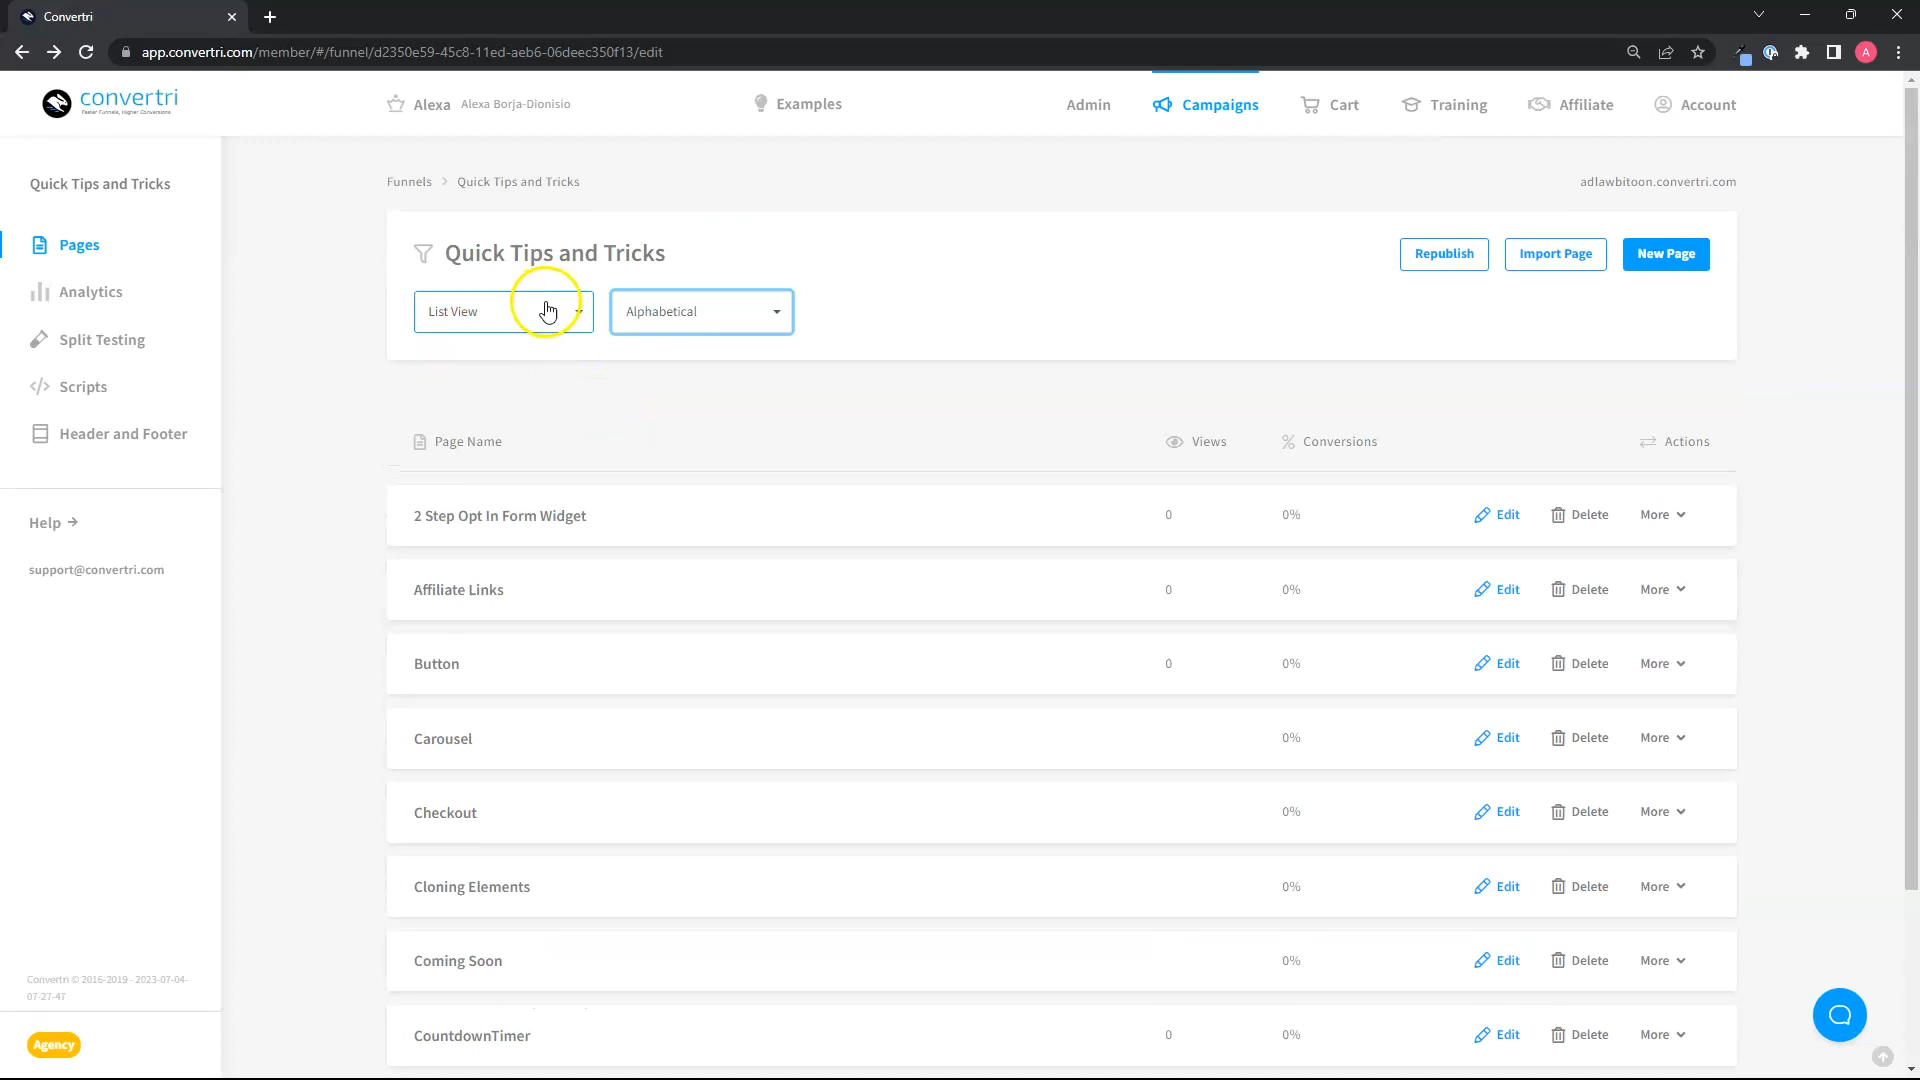 Convertri
app.convertri.com/member/#/funnel/d2350e59-45c8-11ed-aeb6-06deec350f13/edit
A
convertri
Faster Funnels, Higher Conversions
Alexa Alexa Borja-Dionisio
Examples
Admin
Campaigns
Cart
Training
Affiliate
Account
Quick Tips and Tricks
Pages
Analytics
Split Testing
Scripts
Header and Footer
Help
support@convertri.com
Convertri © 2016-2019 - 2023-07-04-
07-27-47
Agency
Funnels > Quick Tips and Tricks
adlawbitoon.convertri.com
Quick Tips and Tricks
Republish
Import Page
New Page
List View
Alphabetical
Page Name Views Conversions Actions
2 Step Opt In Form Widget 0 0% Edit Delete More
Affiliate Links 0 0% Edit Delete More
Button 0 0% Edit Delete More
Carousel 0% Edit Delete More
Checkout 0% Edit Delete More
Cloning Elements 0% Edit Delete More
Coming Soon 0% Edit Delete More
CountdownTimer 0 0% Edit Delete More